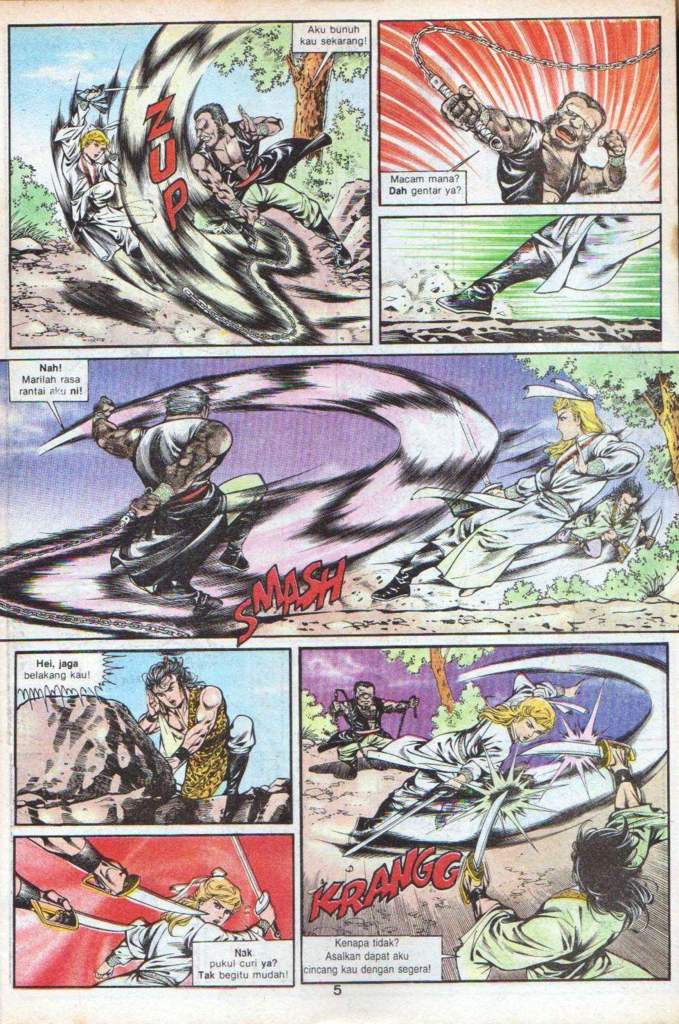 Aku bunuh
kau sekarang!
ZUP
Macam mana?
Dah gentar ya?
Nah!
Marilah rasa
rantai aku ni!
SMASH
Hei, jaga
belakang kau!
Nak
pukul curi ya?
Tak begitu mudah!
KRANGG
Kenapa tidak?
Asalkan dapat aku
cincang kau dengan segera!
5